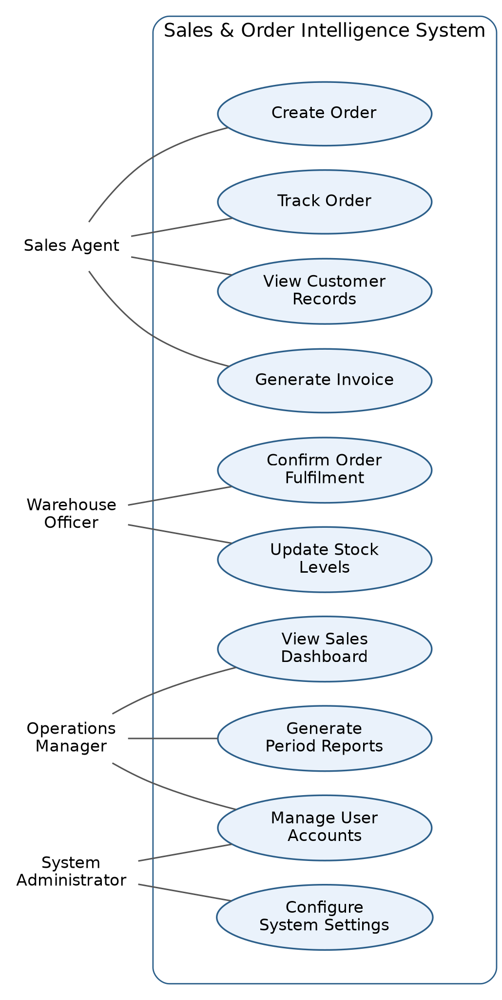 Sales & Order Intelligence System
Create Order
Track Order
Sales Agent
View Customer
Records
Generate Invoice
Confirm Order
Fulfilment
Warehouse
Officer
Update Stock
Levels
View Sales
Dashboard
Operations
Manager
Generate
Period Reports
Manage User
Accounts
System
Administrator
Configure
System Settings